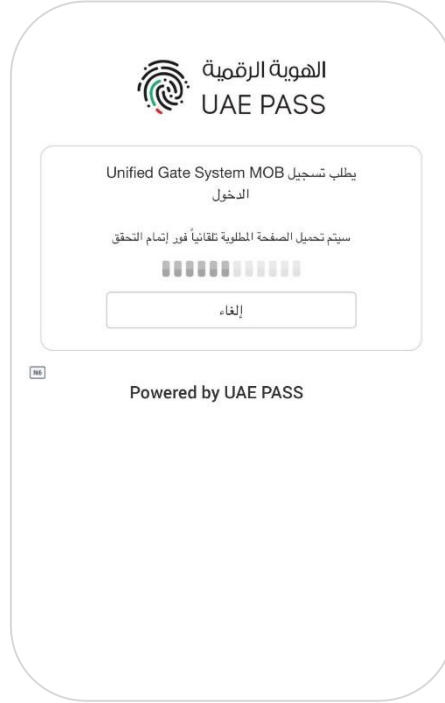 الهوية الرقمية
UAE PASS
يطلب تسجيل Unified Gate System MOB
الدخول
سيتم تحميل الصفحة المطلوبة تلقائياً فور إتمام التحقق
إلغاء
N6
Powered by UAE PASS